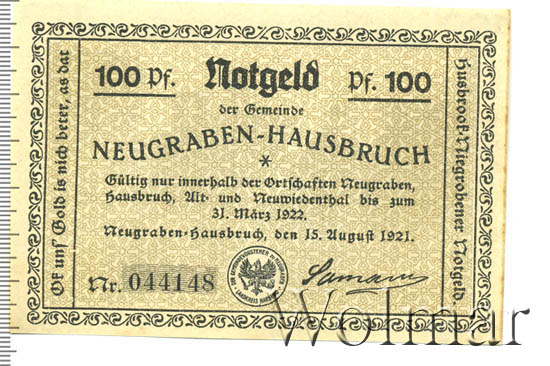 100 Pf. Notgeld Pf. 100
der Gemeinde
NEUGRABEN-HAUSBRUCH
*
Gültig nur innerhalb der Ortschaften Neugraben,
Hausbruch, Alt- und Neuwiedenthal bis zum
31. März 1922.
Neugraben-Hausbruch, den 15. August 1921.
Nr. 044148
Ok uns' Gold is nich beter, as dat
Husbrook-Niegrobener Notgeld
Wolmar